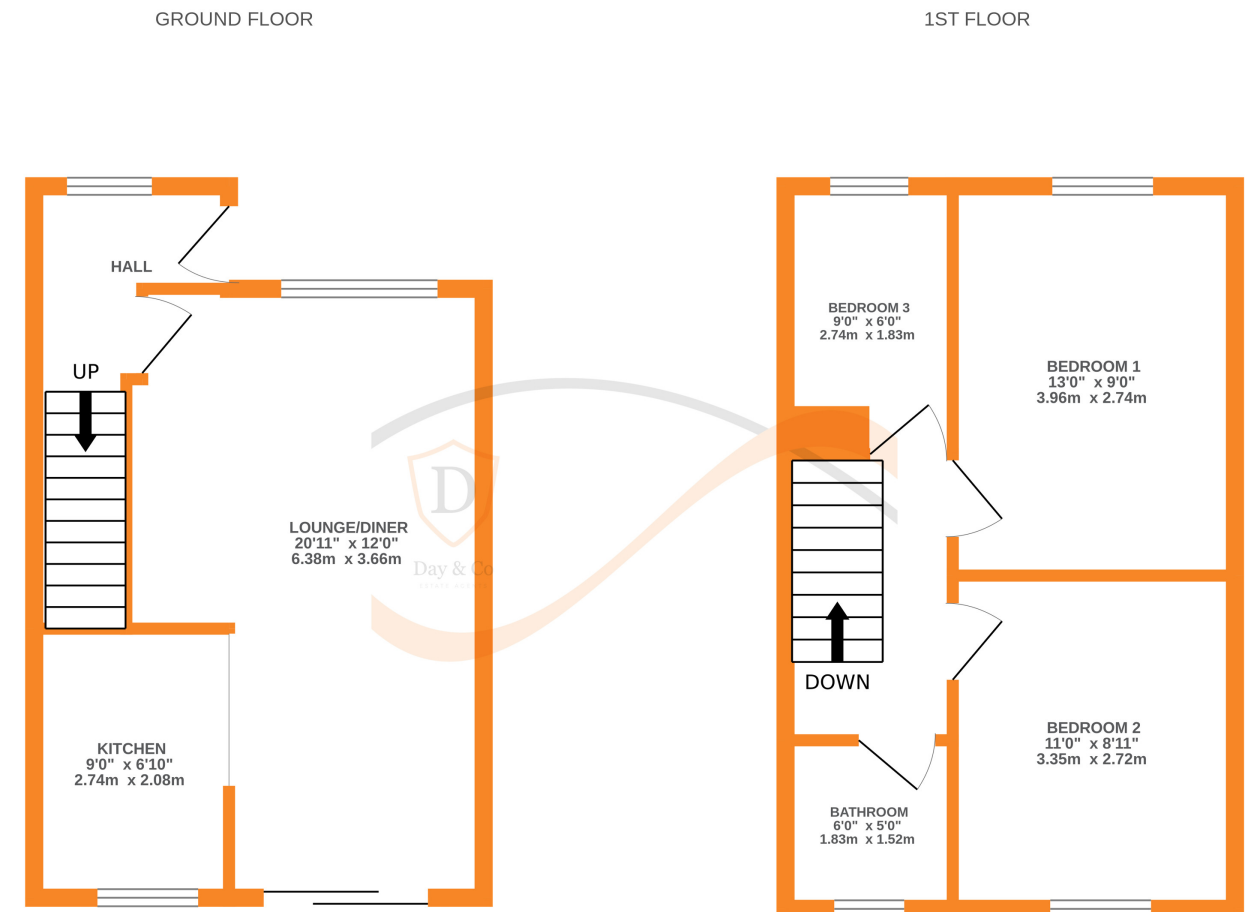 GROUND FLOOR
1ST FLOOR
HALL
UP
LOUNGE/DINER
20'11" x 12'0"
6.38m x 3.66m
KITCHEN
9'0" x 6'10"
2.74m x 2.08m
D
Day & Co
ESTATE AGENTS
BEDROOM 3
9'0" x 6'0"
2.74m x 1.83m
BEDROOM 1
13'0" x 9'0"
3.96m x 2.74m
DOWN
BEDROOM 2
11'0" x 8'11"
3.35m x 2.72m
BATHROOM
6'0" x 5'0"
1.83m x 1.52m